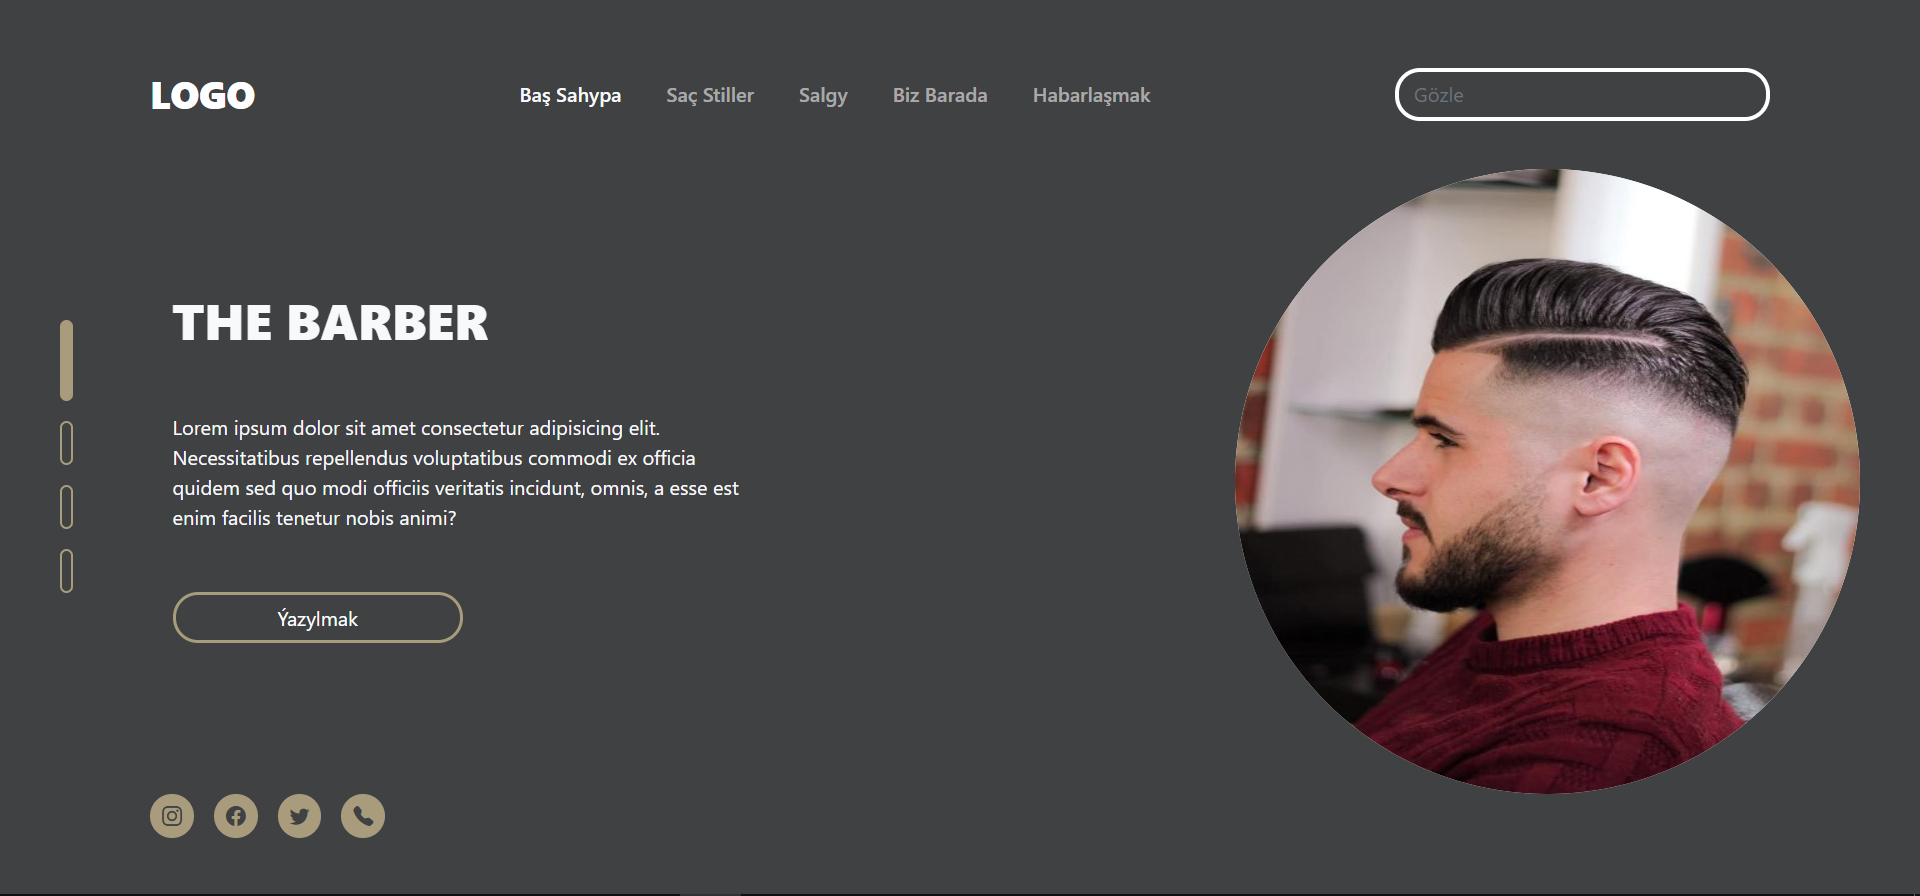 LOGO
Baş Sahypa
Saç Stiller
Salgy
Biz Barada
Habarlaşmak
Gözle
THE BARBER
Lorem ipsum dolor sit amet consectetur adipisicing elit.
Necessitatibus repellendus voluptatibus commodi ex officia
quidem sed quo modi officiis veritatis incidunt, omnis, a esse est
enim facilis tenetur nobis animi?
Ýazylmak